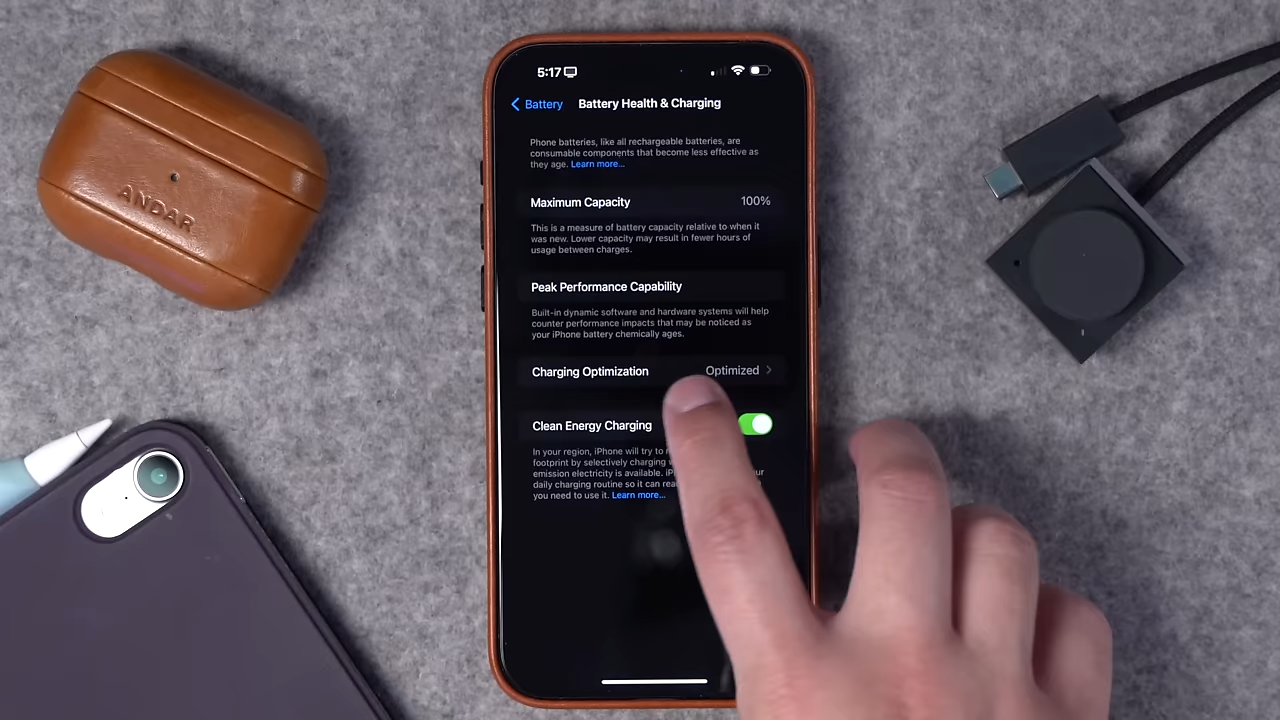 5:17
Battery
Battery Health & Charging
Phone batteries, like all rechargeable batteries, are
consumable components that become less effective as
they age. Learn more...
Maximum Capacity 100%
This is a measure of battery capacity relative to when it
was new. Lower capacity may result in fewer hours of
usage between charges.
Peak Performance Capability
Built-in dynamic software and hardware systems will help
counter performance impacts that may be noticed as
your iPhone battery chemically ages.
Charging Optimization Optimized
Clean Energy Charging
In your region, iPhone will try to
footprint by selectively charging
emission electricity is available.
daily charging routine so it can
you need to use it. Learn more...
ANDAR